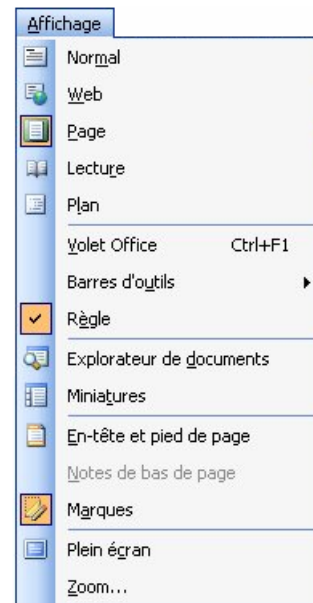 Affichage
Normal
Web
Page
Lecture
Plan
Volet Office Ctrl+F1
Barres d'outils
Règle
Explorateur de documents
Miniatures
En-tête et pied de page
Notes de bas de page
Marques
Plein écran
Zoom...